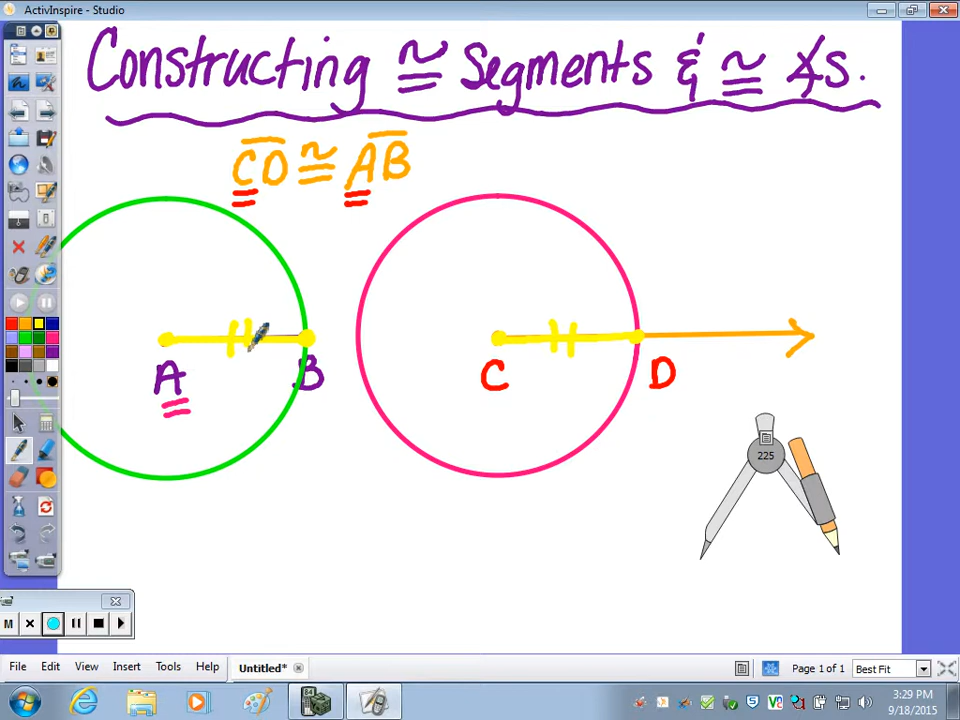 ActivInspire - Studio
Constructing ≅ Segments & ≅ ∡s.
CD ≅ AB
A
B
C
D
225
M
File Edit View Insert Tools Help Untitled* Page 1 of 1 Best Fit
3:29 PM
9/18/2015